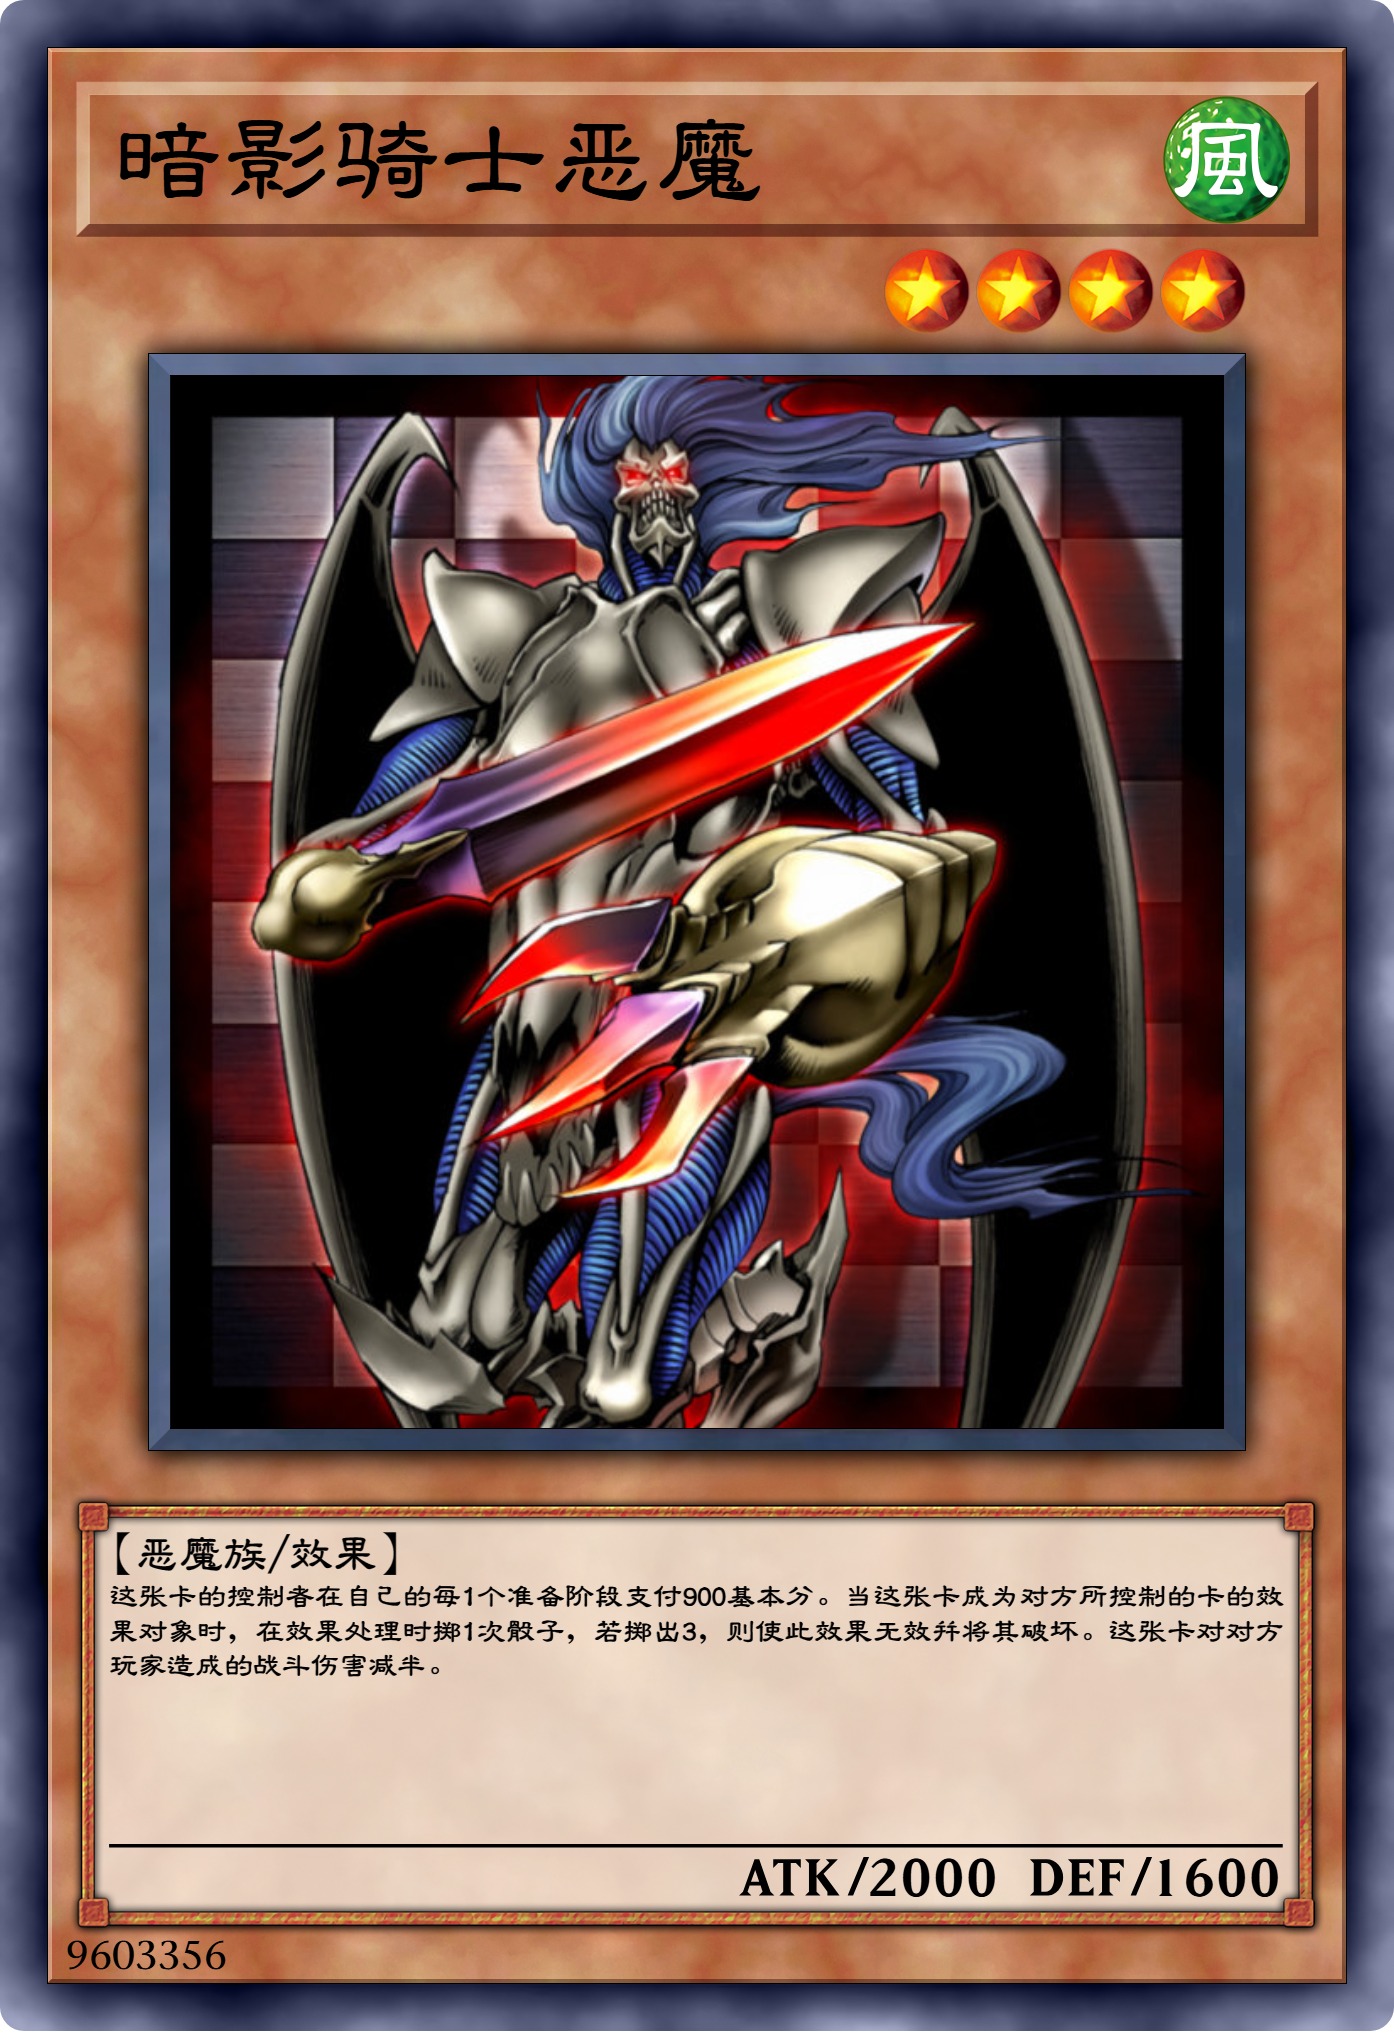 暗影骑士恶魔
風
【恶魔族/效果】
这张卡的控制者在自己的每1个准备阶段支付900基本分。当这张卡成为对方所控制的卡的效
果对象时，在效果处理时掷1次骰子，若掷出3，则使此效果无效并将其破坏。这张卡对对方
玩家造成的战斗伤害减半。
ATK/2000 DEF/1600
9603356